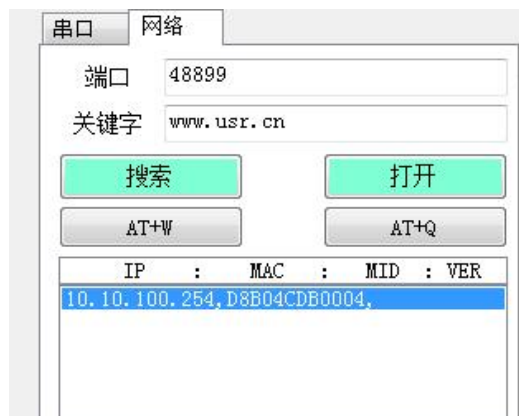 串口 网络
端口 48899
关键字 www.usr.cn
搜索 打开
AT+W AT+Q
IP : MAC : MID : VER
10.10.100.254,D8B04CDB0004,